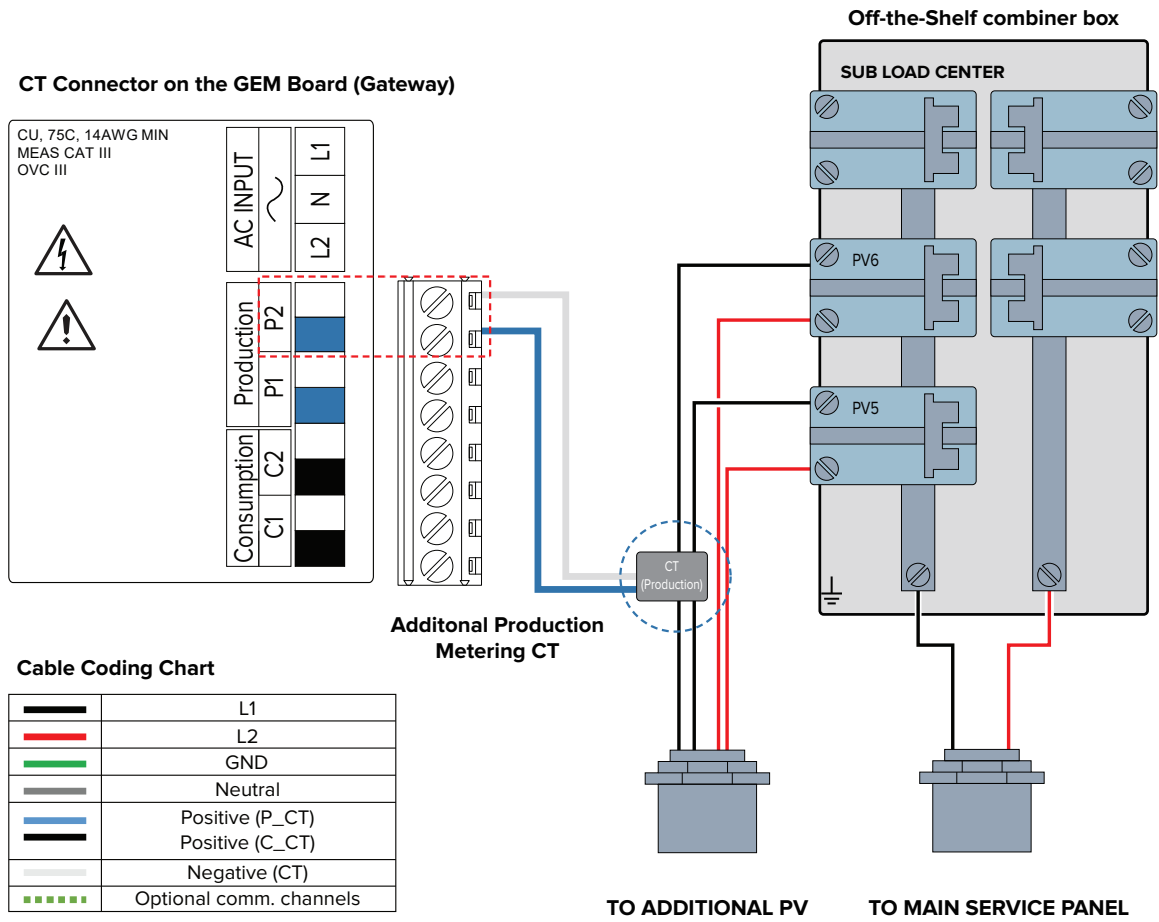 Off-the-Shelf combiner box
SUB LOAD CENTER
CT Connector on the GEM Board (Gateway)
CU, 75C, 14AWG MIN
MEAS CAT III
OVC III
AC INPUT
L1
N
L2
Production
P2
P1
Consumption
C2
C1
PV6
PV5
CT
(Production)
Additonal Production
Metering CT
Cable Coding Chart
L1
L2
GND
Neutral
Positive (P_CT)
Positive (C_CT)
Negative (CT)
Optional comm. channels
TO ADDITIONAL PV
TO MAIN SERVICE PANEL